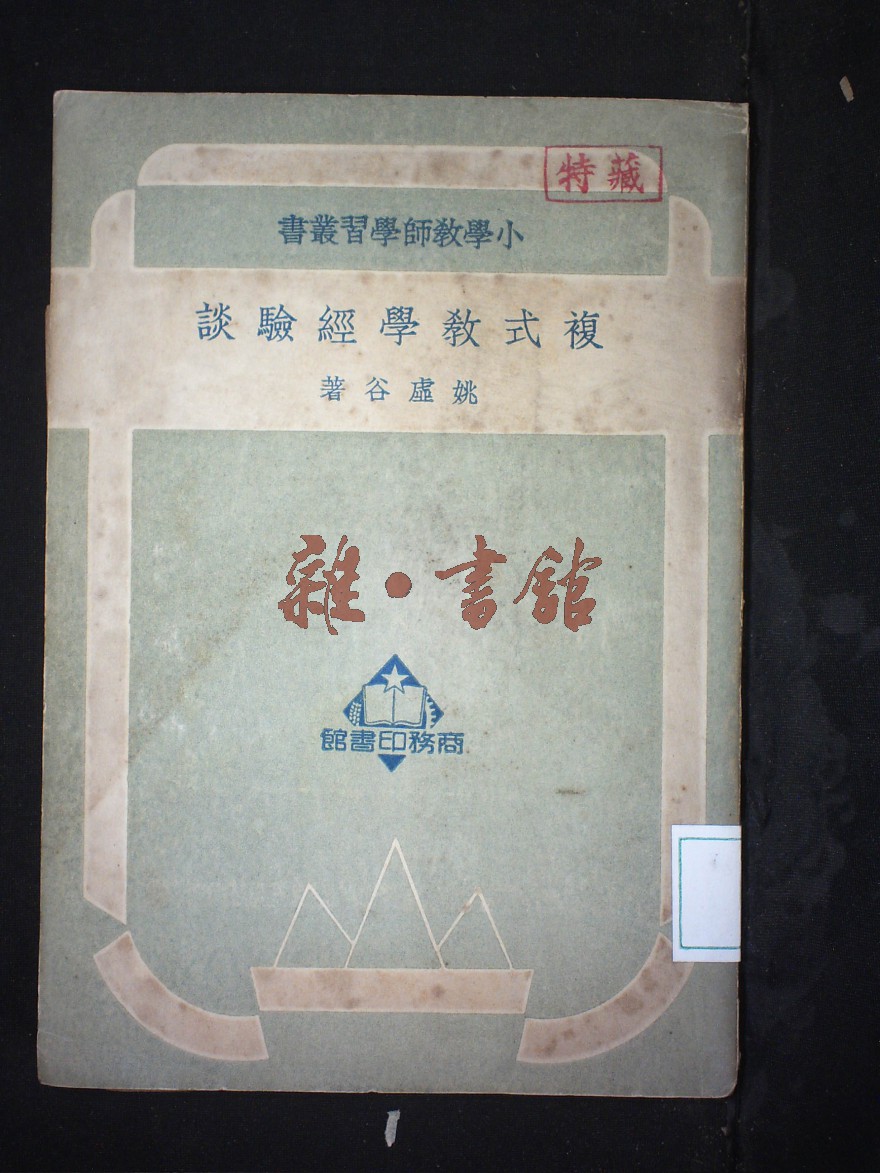 特藏
小學教師學習叢書
複式教學經驗談
姚虛谷著
雜•書舘
商務印書館